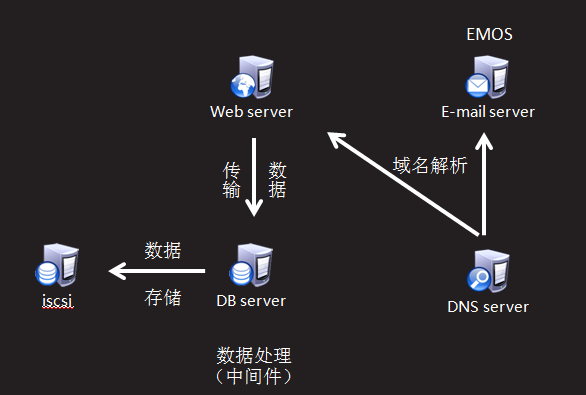 EMOS
Web server
E-mail server
传输
数据
域名解析
数据
存储
iscsi
DB server
DNS server
数据处理
（中间件）